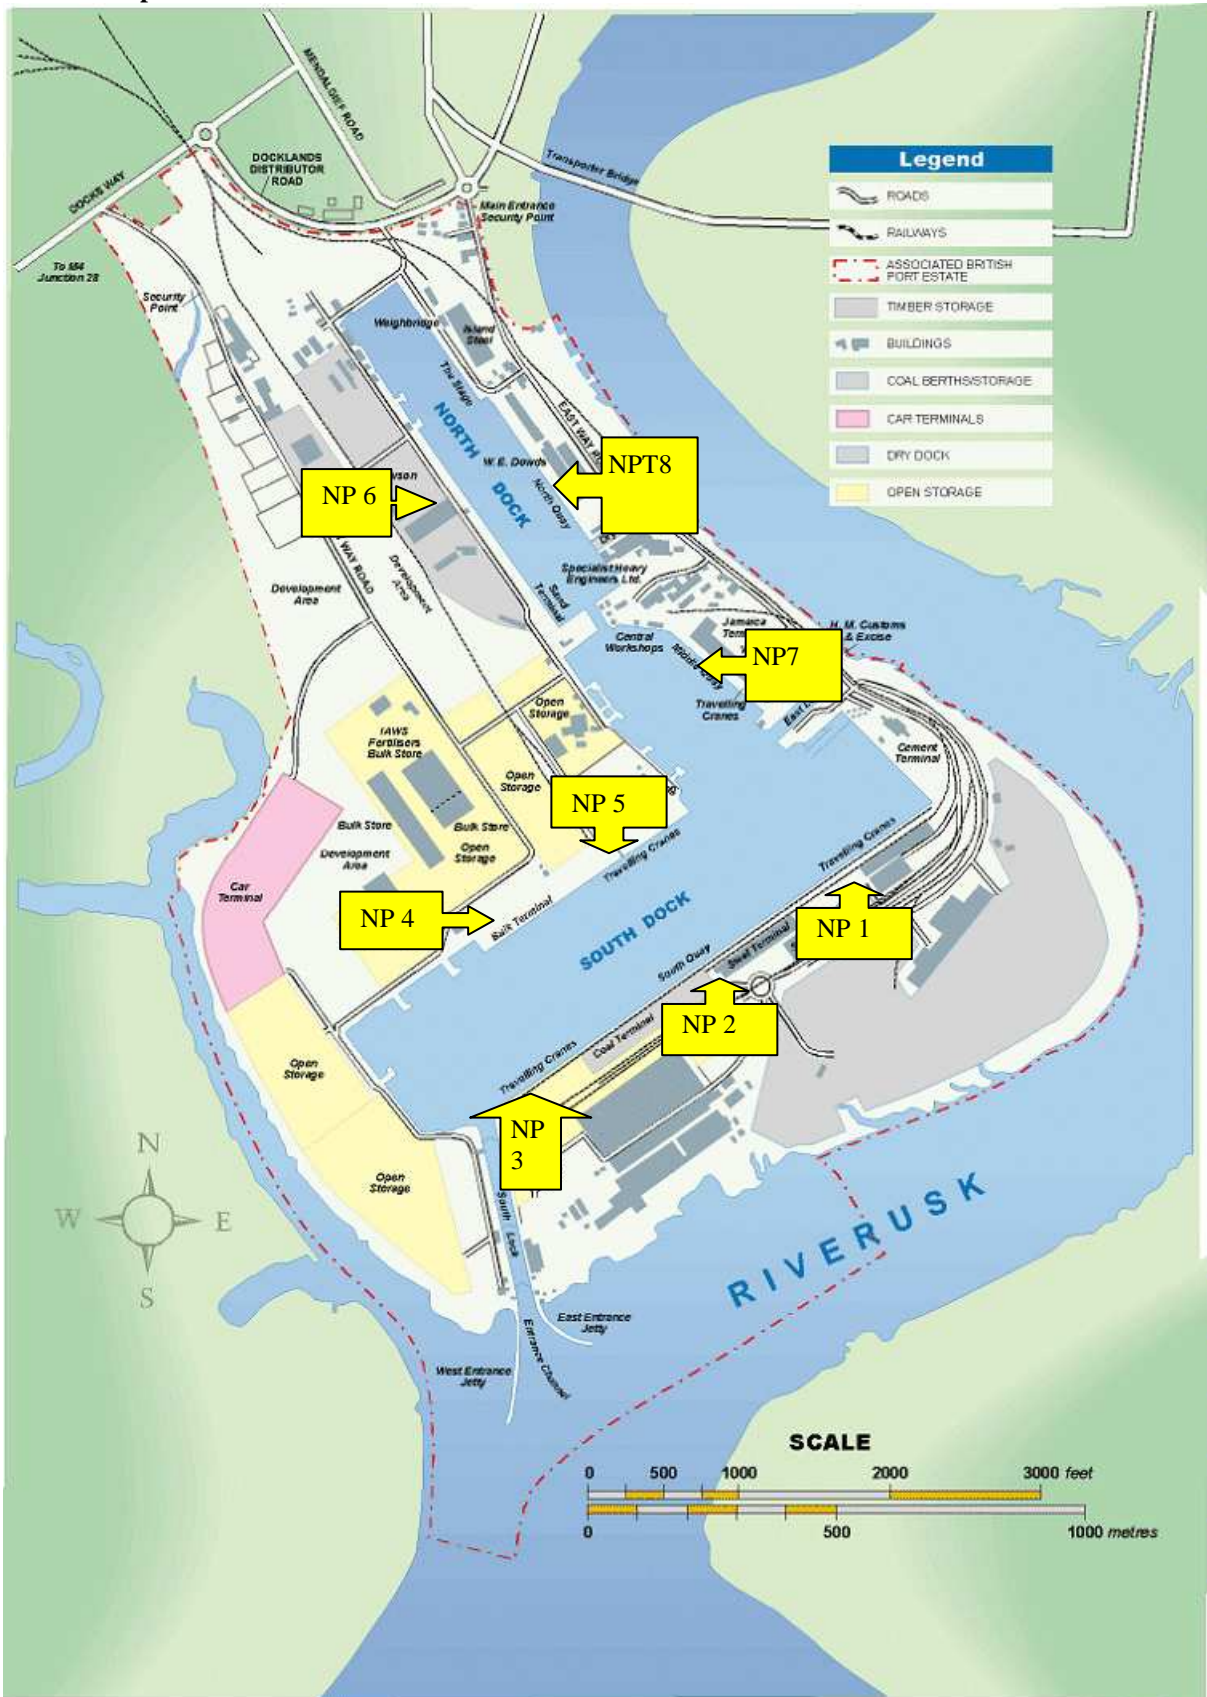 MENDALGIEF ROAD
DOCKLANDS
DISTRIBUTOR
ROAD
DOCKS WAY
Transporter Bridge
Main Entrance
Security Point
To M4
Junction 28
Security
Point
Weighbridge
Island
Steel
The Stage
NORTH
DOCK
EAST WAY
W.E. Dowds
North Quay
NPT8
NP 6
WAY ROAD
Development
Area
Development
Area
Specialist Heavy
Engineers Ltd.
Sand
Terminal
Central
Workshops
Jamaica
H. M. Customs
& Excise
Middle Quay
NP7
Travelling
Cranes
Cement
Terminal
Open
Storage
IAWS
Fertilisers
Bulk Store
Open
Storage
Bulk Store
Bulk Store
Open
Storage
Development
Area
NP 5
Travelling Cranes
Travelling Cranes
Car
Terminal
NP 4
Bulk Terminal
SOUTH DOCK
NP 1
South Quay
Steel Terminal
NP 2
Coal Terminal
Travelling Cranes
NP
3
Open
Storage
Open
Storage
South Lock
East Entrance
Jetty
West Entrance
Jetty
Entrance Channel
RIVER USK
N
W
E
S
Legend
ROADS
RAILWAYS
ASSOCIATED BRITISH
PORT ESTATE
TIMBER STORAGE
BUILDINGS
COAL BERTHS/STORAGE
CAR TERMINALS
DRY DOCK
OPEN STORAGE
SCALE
0 500 1000 2000 3000 feet
0 500 1000 metres